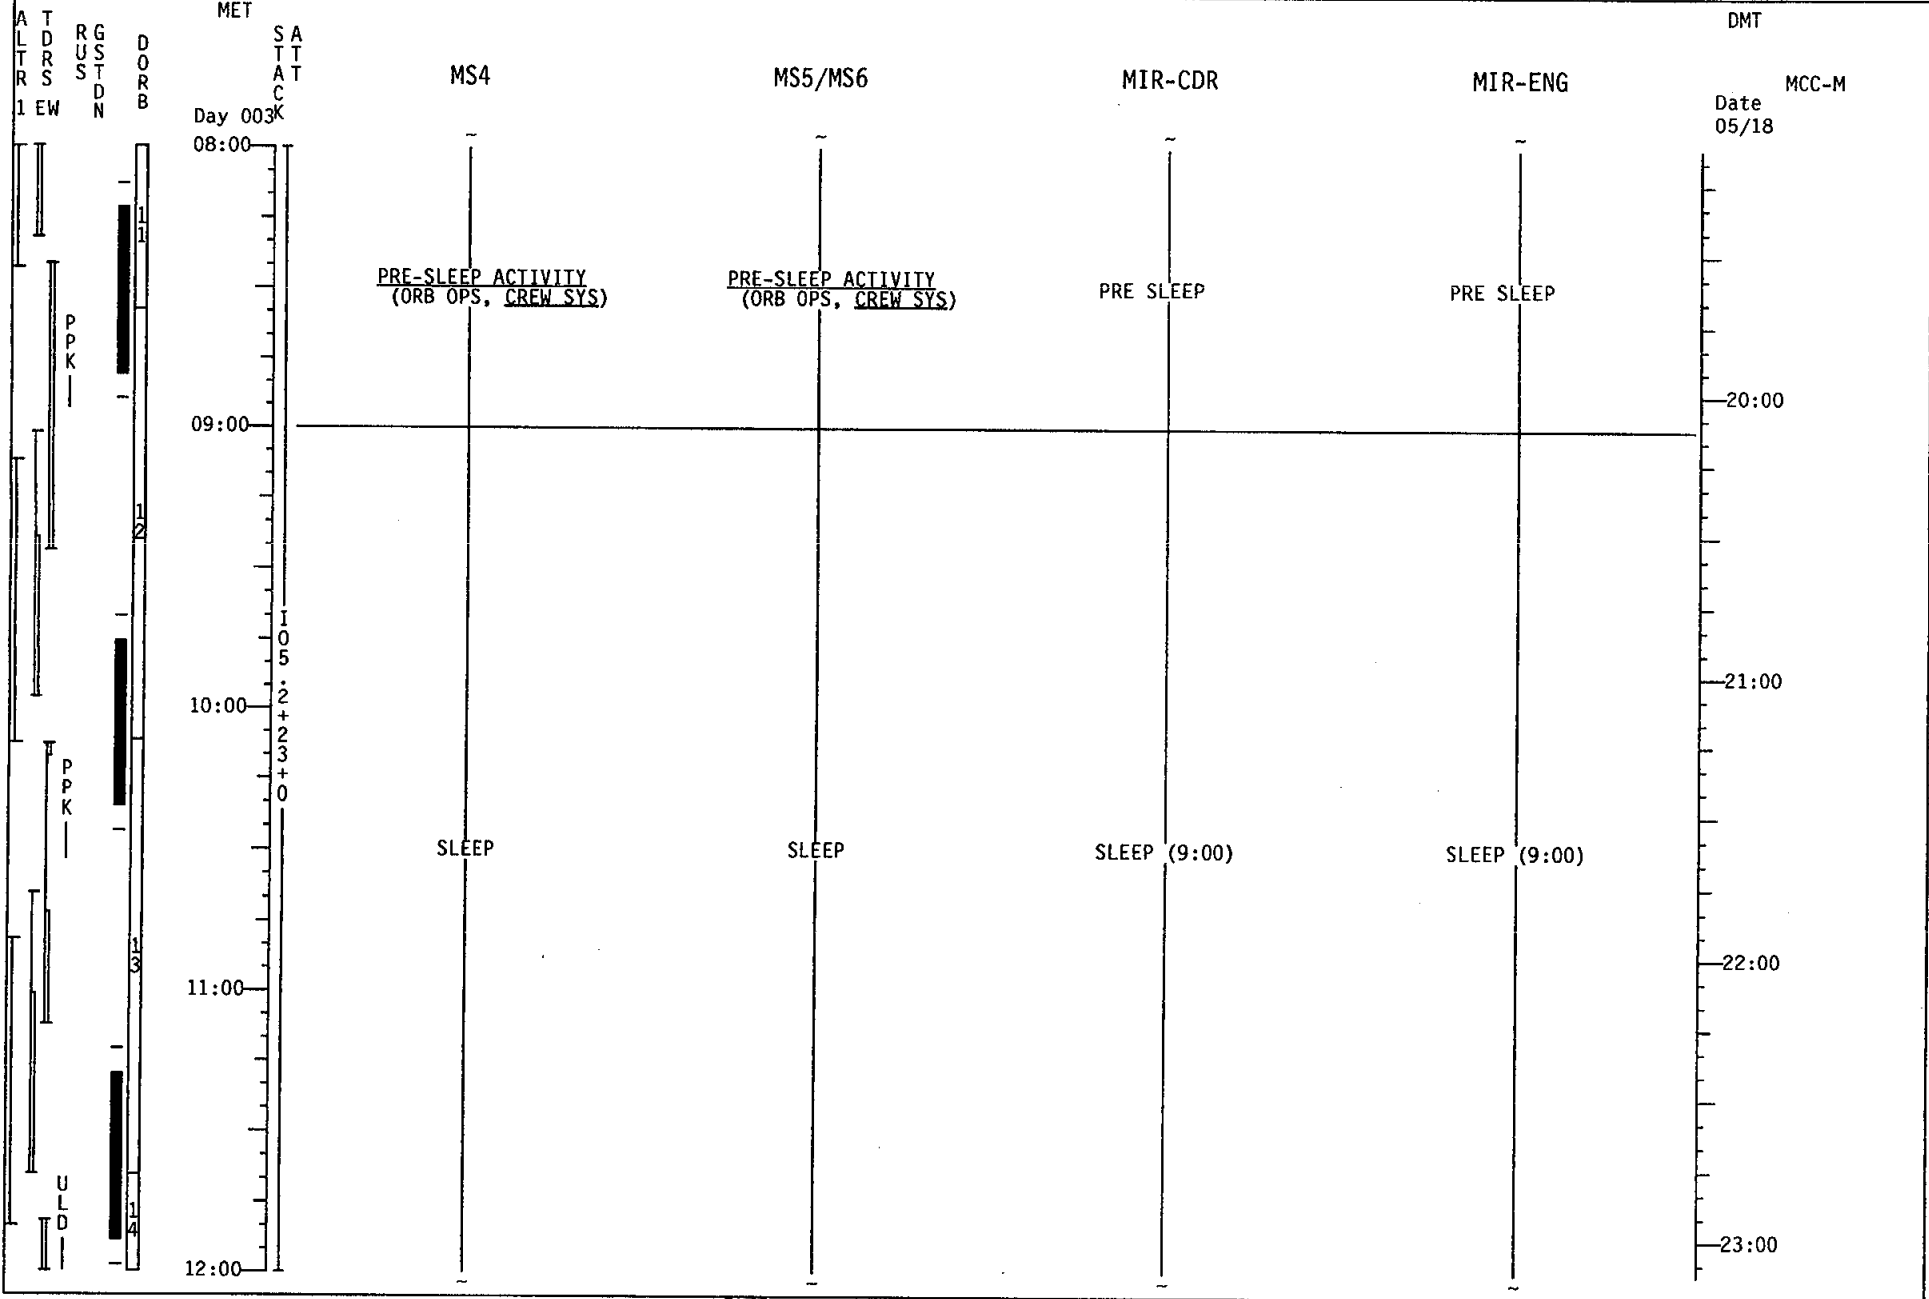 MET
DMT
ALTR 1
TDRS EW
RUS
GSTDN
DORB
STACK
ATT
MS4
MS5/MS6
MIR-CDR
MIR-ENG
MCC-M
Day 003
Date
05/18
08:00
11
PRE-SLEEP ACTIVITY
(ORB OPS, CREW SYS)
PRE-SLEEP ACTIVITY
(ORB OPS, CREW SYS)
PRE SLEEP
PRE SLEEP
PPK
20:00
09:00
12
IO5.2+23+0
21:00
10:00
PPK
SLEEP
SLEEP
SLEEP (9:00)
SLEEP (9:00)
13
22:00
11:00
ULD
14
23:00
12:00